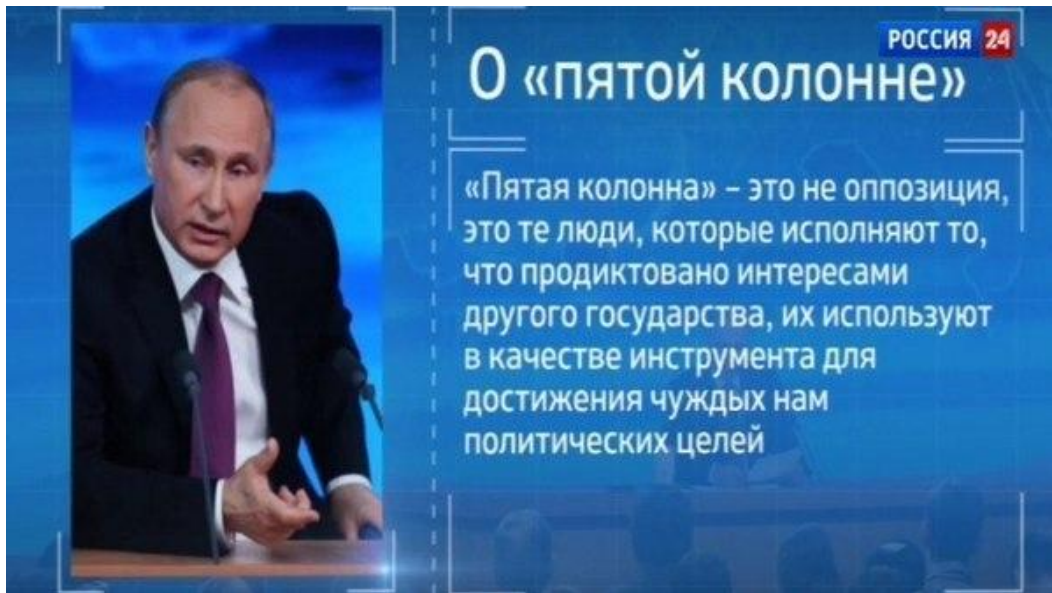 РОССИЯ 24
О «пятой колонне»
«Пятая колонна» – это не оппозиция,
это те люди, которые исполняют то,
что продиктовано интересами
другого государства, их используют
в качестве инструмента для
достижения чуждых нам
политических целей